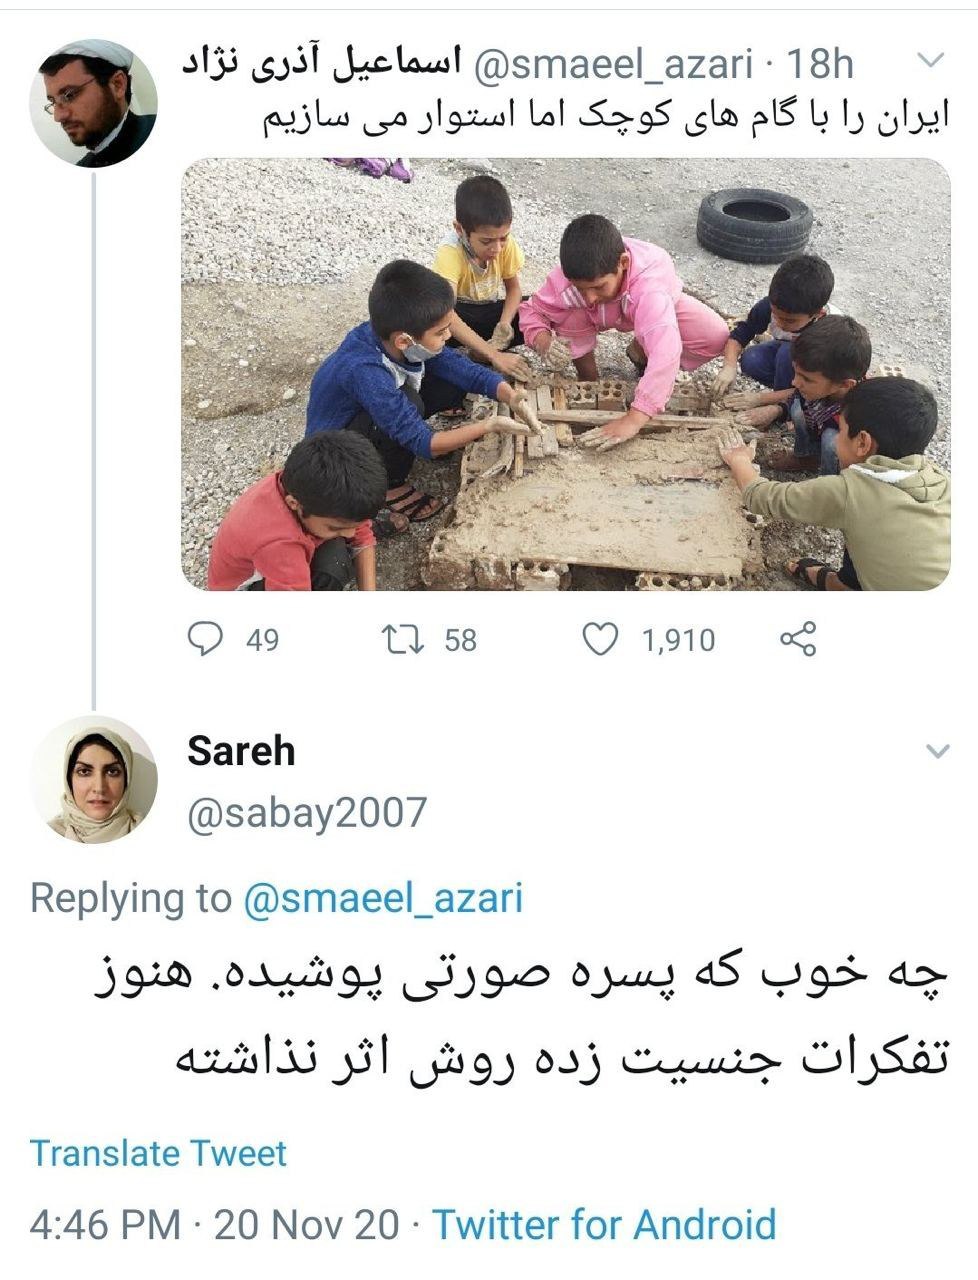 اسماعیل آذری نژاد @smaeel_azari · 18h
ایران را با گام های کوچک اما استوار می سازیم
49 58 1,910
Sareh
@sabay2007
Replying to @smaeel_azari
چه خوب که پسره صورتی پوشیده. هنوز
تفکرات جنسیت زده روش اثر نذاشته
Translate Tweet
4:46 PM · 20 Nov 20 · Twitter for Android